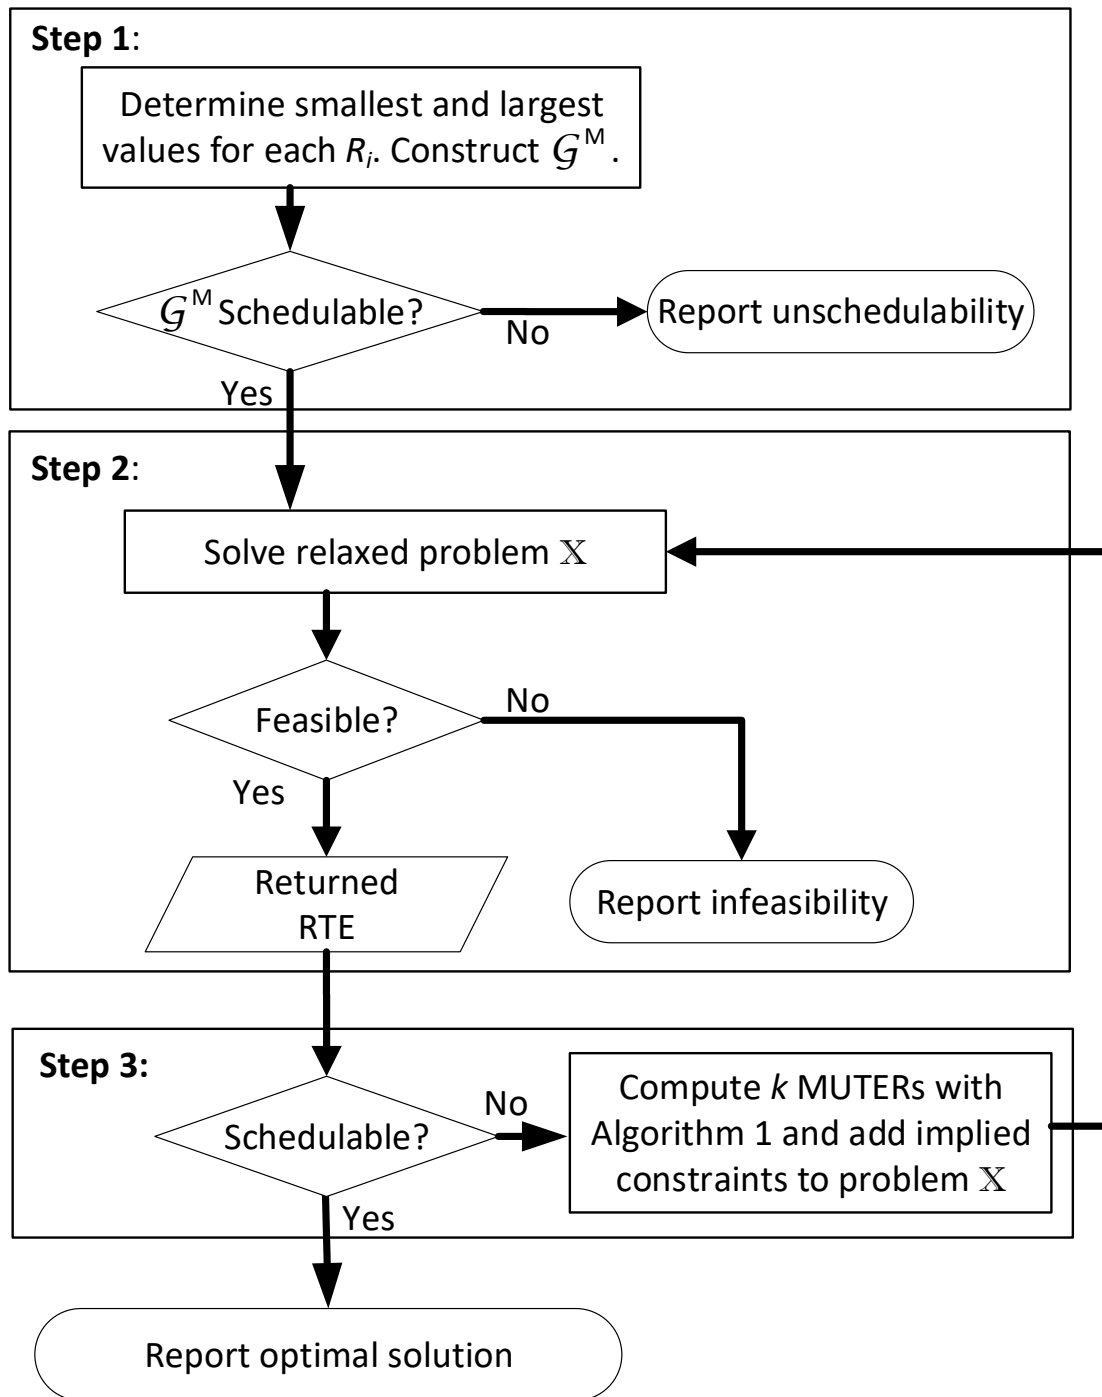 Step 1:
Determine smallest and largest
values for each Rᵢ. Construct 𝒢ᴹ.
𝒢ᴹ Schedulable?
No
Report unschedulability
Yes
Step 2:
Solve relaxed problem 𝕏
Feasible?
No
Yes
Returned
RTE
Report infeasibility
Step 3:
Schedulable?
No
Compute k MUTERs with
Algorithm 1 and add implied
constraints to problem 𝕏
Yes
Report optimal solution